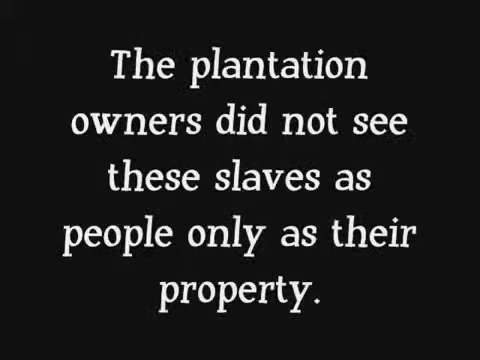 The plantation
owners did not see
these slaves as
people only as their
property.